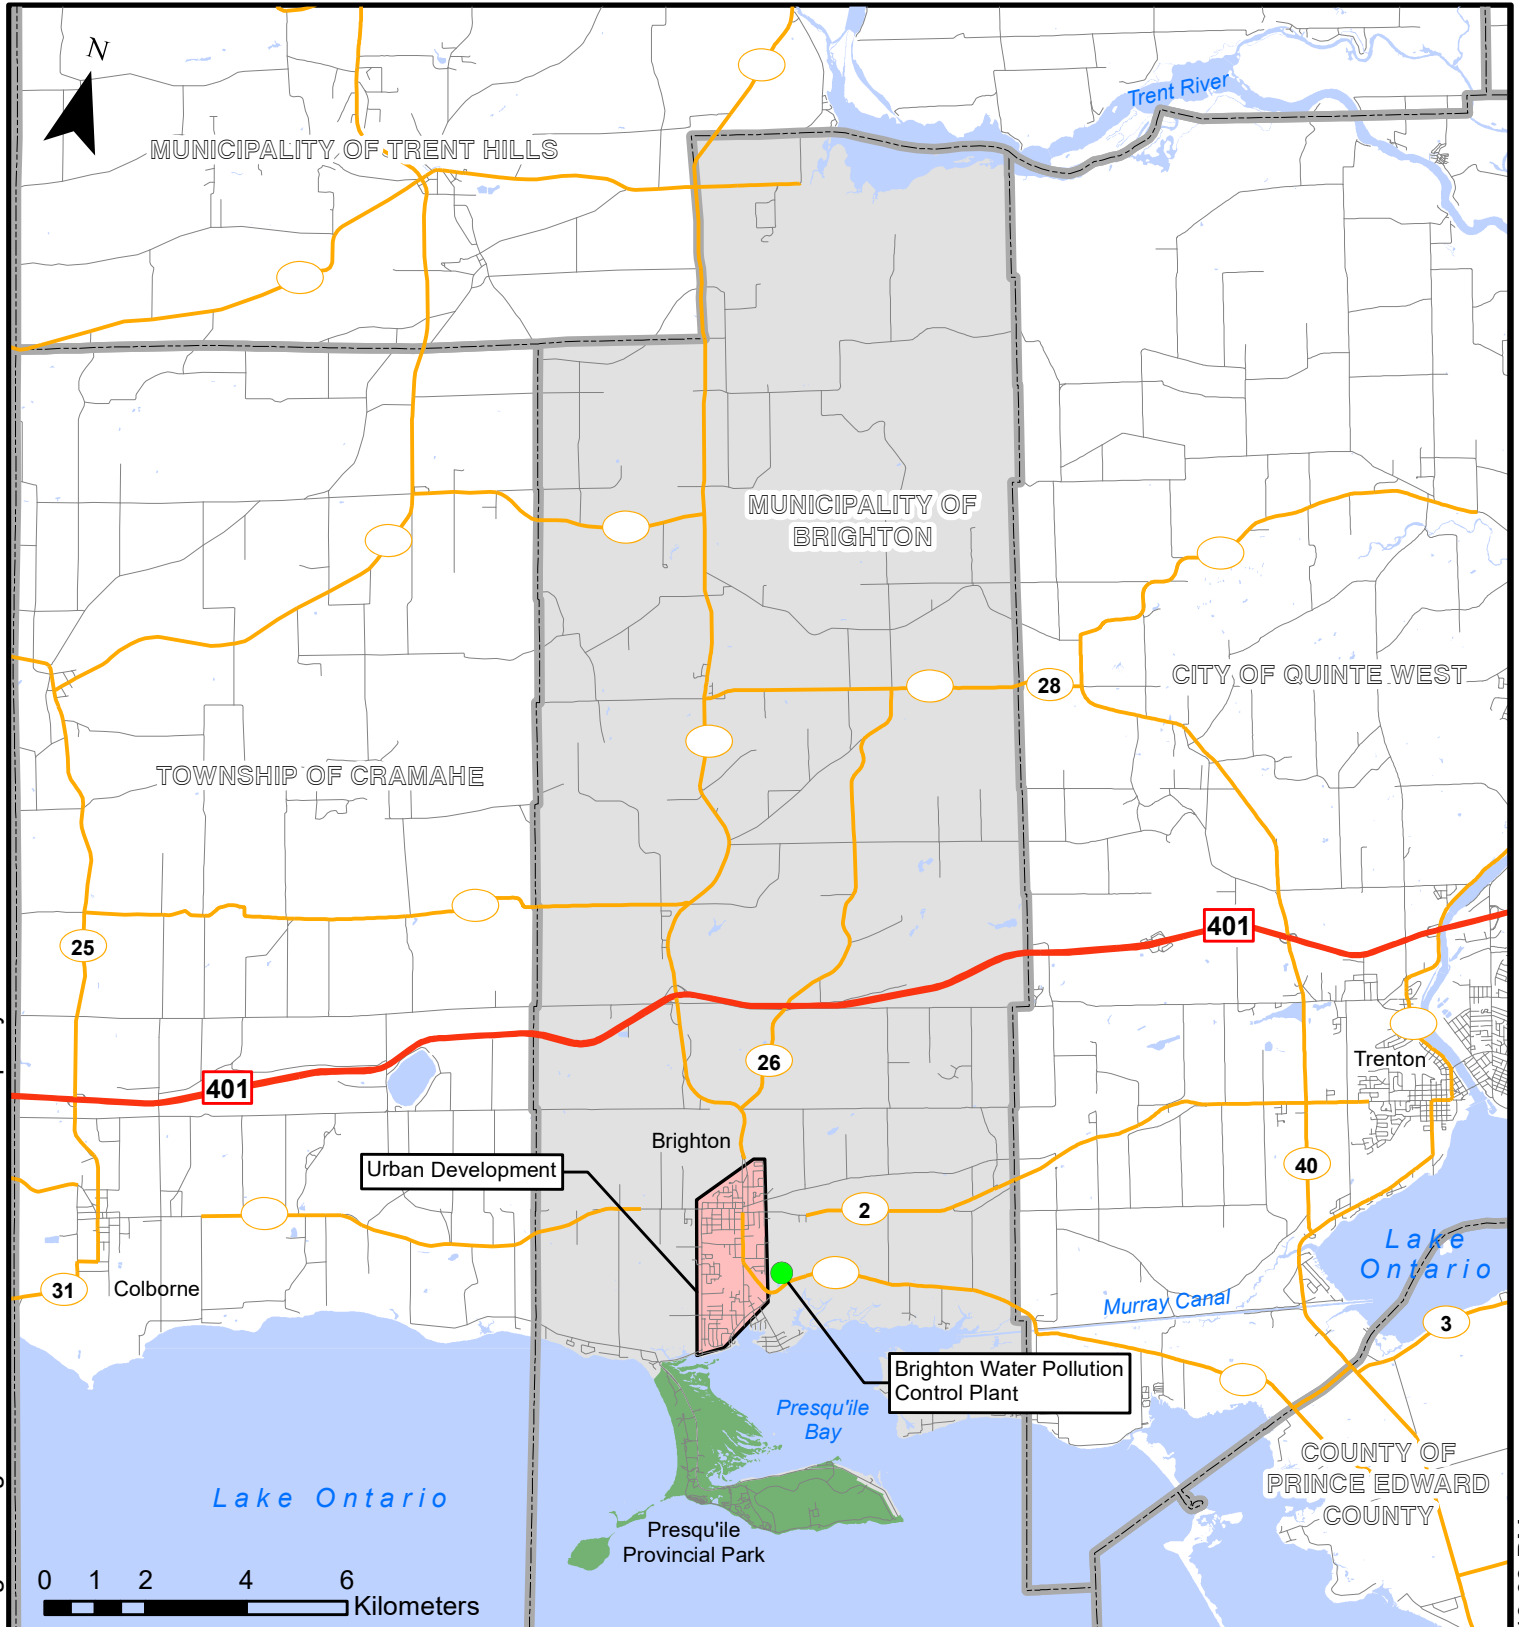 N
Trent River
MUNICIPALITY OF TRENT HILLS
MUNICIPALITY OF
BRIGHTON
28
CITY OF QUINTE WEST
TOWNSHIP OF CRAMAHE
401
25
26
Trenton
401
Brighton
Urban Development
40
2
Lake
Ontario
31
Colborne
Murray Canal
3
Brighton Water Pollution
Control Plant
Presqu'ile
Bay
COUNTY OF
PRINCE EDWARD
COUNTY
Lake Ontario
Presqu'ile
Provincial Park
0 1 2 4 6
Kilometers